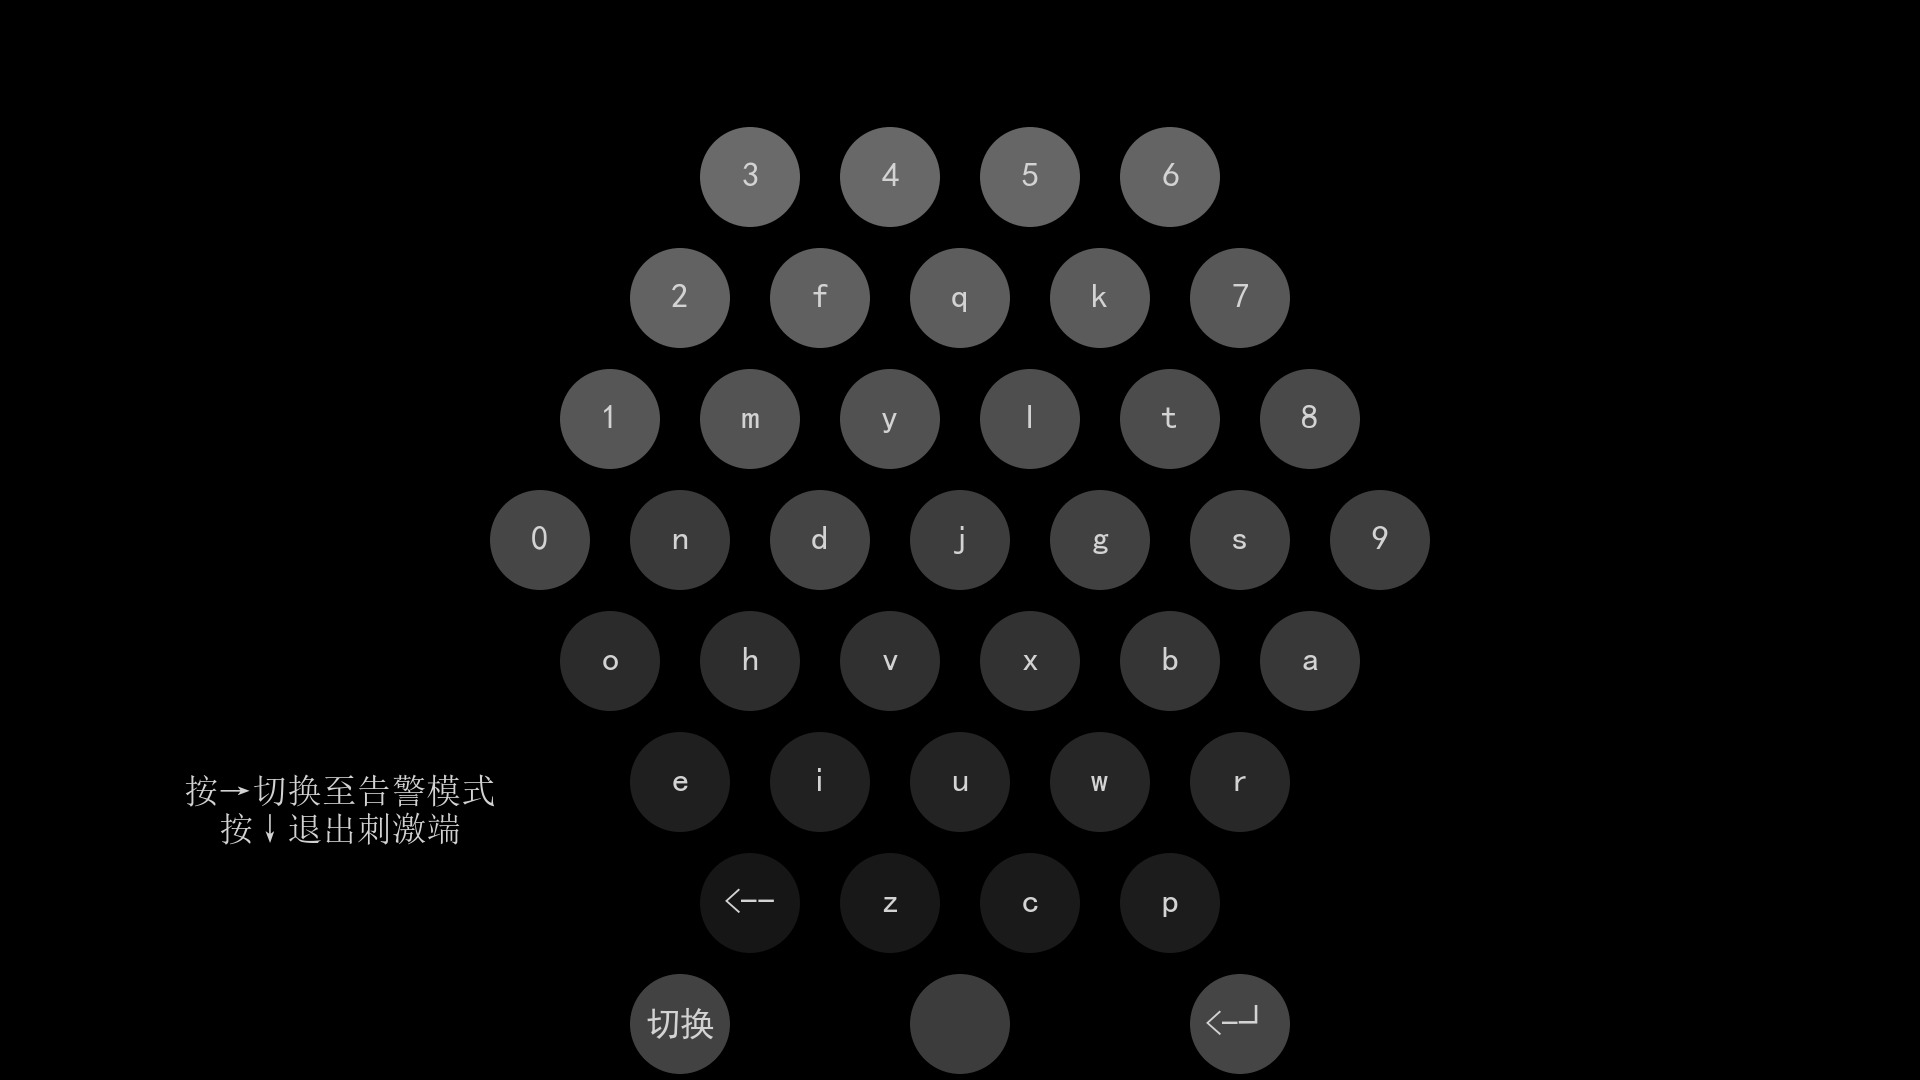 3 4 5 6
2 f q k 7
1 m y l t 8
0 n d j g s 9
o h v x b a
e i u w r
按→切换至告警模式
按↓退出刺激端
<-- z c p
切换 <-┘